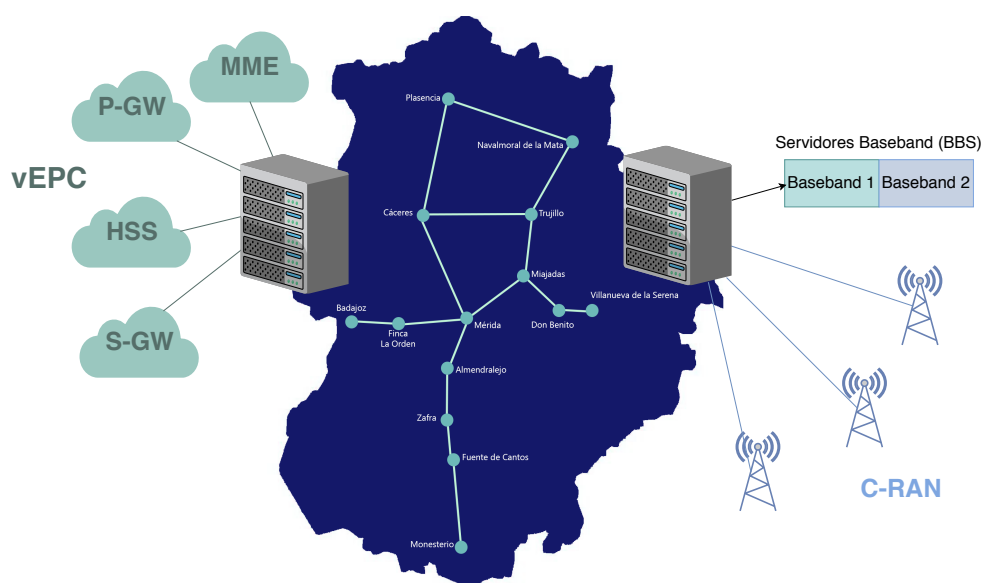 MME
P-GW
vEPC
HSS
S-GW
Plasencia
Navalmoral de la Mata
Cáceres
Trujillo
Miajadas
Villanueva de la Serena
Don Benito
Badajoz
Finca
La Orden
Mérida
Almendralejo
Zafra
Fuente de Cantos
Monesterio
Servidores Baseband (BBS)
Baseband 1
Baseband 2
C-RAN